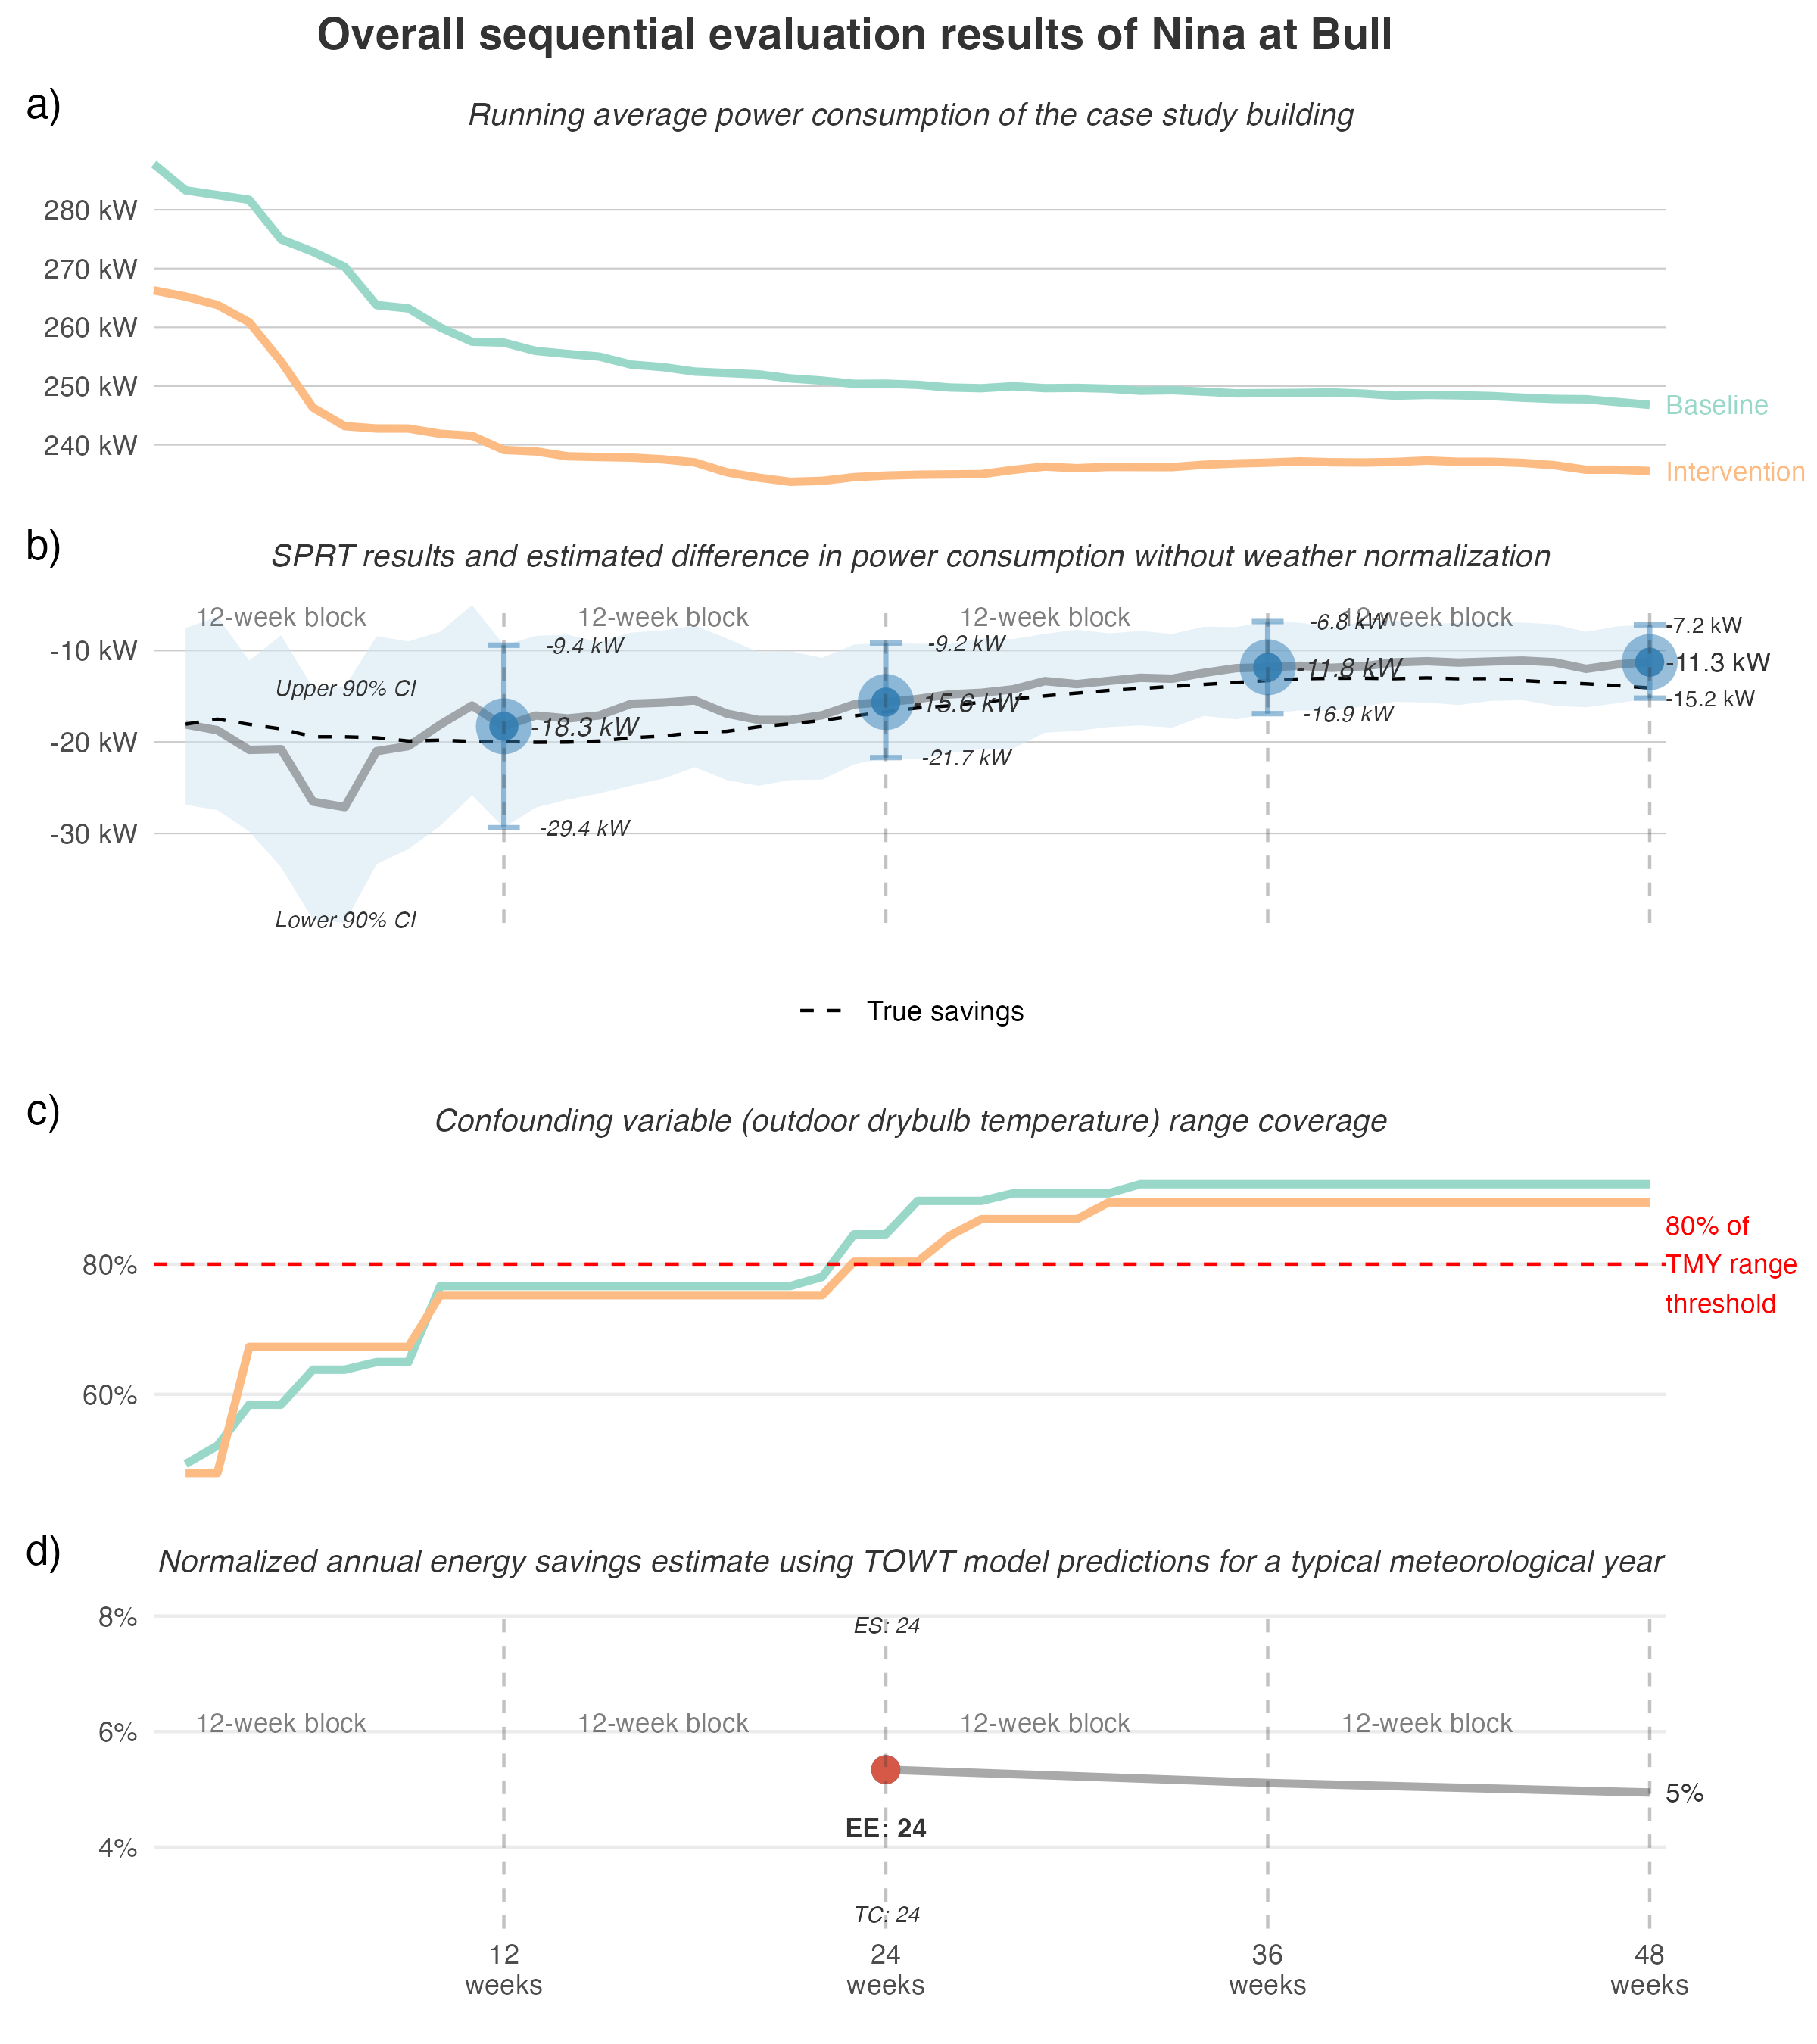 Overall sequential evaluation results of Nina at Bull
a)
Running average power consumption of the case study building
280 kW
270 kW
260 kW
250 kW
240 kW
Baseline
Intervention
b)
SPRT results and estimated difference in power consumption without weather normalization
12-week block
12-week block
12-week block
12-week block
-10 kW
-20 kW
-30 kW
Upper 90% CI
Lower 90% CI
-9.4 kW
-18.3 kW
-29.4 kW
-9.2 kW
-15.6 kW
-21.7 kW
-6.8 kW
-11.8 kW
-16.9 kW
-7.2 kW
-11.3 kW
-15.2 kW
True savings
c)
Confounding variable (outdoor drybulb temperature) range coverage
80%
60%
80% of
TMY range
threshold
d)
Normalized annual energy savings estimate using TOWT model predictions for a typical meteorological year
8%
6%
4%
ES: 24
12-week block
12-week block
12-week block
12-week block
5%
EE: 24
TC: 24
12
weeks
24
weeks
36
weeks
48
weeks